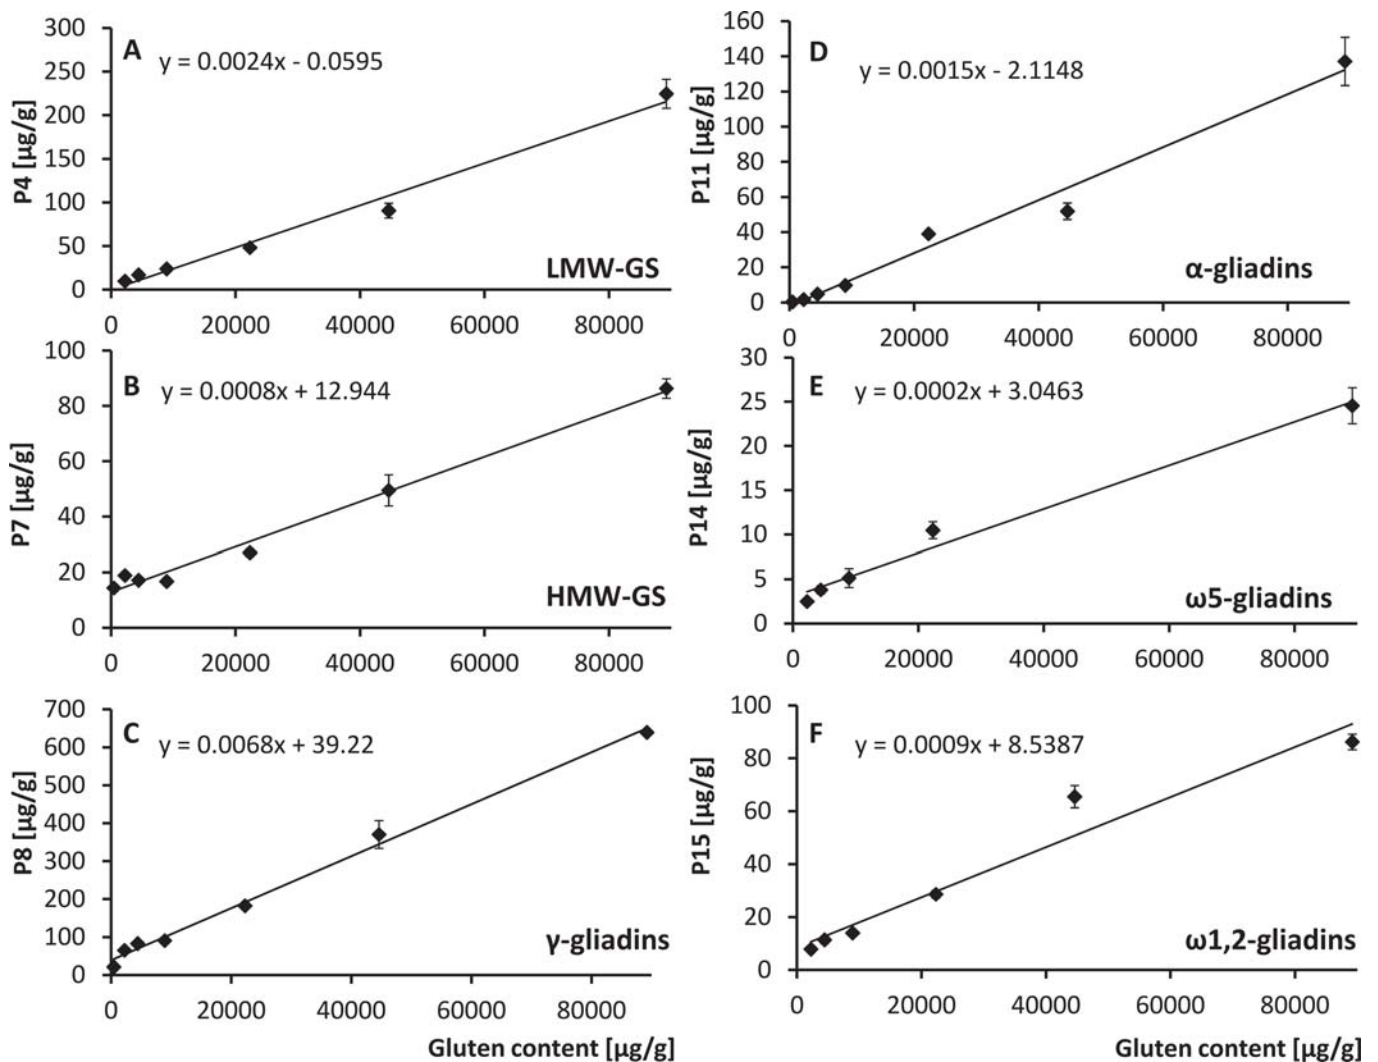 A
y = 0.0024x - 0.0595
P4 [µg/g]
300
250
200
150
100
50
0
LMW-GS
0 20000 40000 60000 80000
D
y = 0.0015x - 2.1148
P11 [µg/g]
160
140
120
100
80
60
40
20
0
α-gliadins
0 20000 40000 60000 80000
B
y = 0.0008x + 12.944
P7 [µg/g]
100
80
60
40
20
0
HMW-GS
0 20000 40000 60000 80000
E
y = 0.0002x + 3.0463
P14 [µg/g]
30
25
20
15
10
5
0
ω5-gliadins
0 20000 40000 60000 80000
C
y = 0.0068x + 39.22
P8 [µg/g]
700
600
500
400
300
200
100
0
γ-gliadins
0 20000 40000 60000 80000
Gluten content [µg/g]
F
y = 0.0009x + 8.5387
P15 [µg/g]
100
80
60
40
20
0
ω1,2-gliadins
0 20000 40000 60000 80000
Gluten content [µg/g]